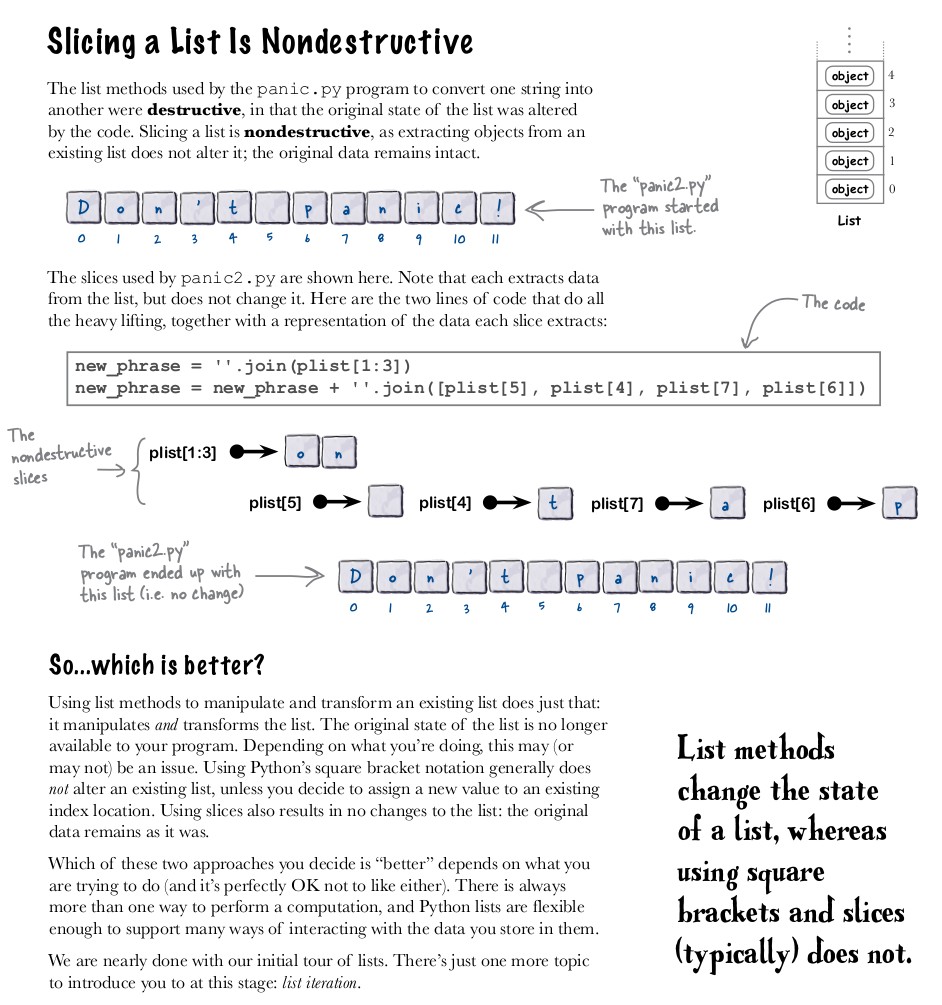 Slicing a List Is Nondestructive
The list methods used by the panic.py program to convert one string into
another were destructive, in that the original state of the list was altered
by the code. Slicing a list is nondestructive, as extracting objects from an
existing list does not alter it; the original data remains intact.
object 4
object 3
object 2
object 1
object 0
List
D o n ' t p a n i c !
0 1 2 3 4 5 6 7 8 9 10 11
The "panic2.py"
program started
with this list.
The slices used by panic2.py are shown here. Note that each extracts data
from the list, but does not change it. Here are the two lines of code that do all
the heavy lifting, together with a representation of the data each slice extracts:
The code
new_phrase = ''.join(plist[1:3])
new_phrase = new_phrase + ''.join([plist[5], plist[4], plist[7], plist[6]])
The
nondestructive
slices
plist[1:3] o n
plist[5] plist[4] t plist[7] a plist[6] p
The "panic2.py"
program ended up with
this list (i.e. no change)
D o n ' t p a n i c !
0 1 2 3 4 5 6 7 8 9 10 11
So...which is better?
Using list methods to manipulate and transform an existing list does just that:
it manipulates and transforms the list. The original state of the list is no longer
available to your program. Depending on what you're doing, this may (or
may not) be an issue. Using Python's square bracket notation generally does
not alter an existing list, unless you decide to assign a new value to an existing
index location. Using slices also results in no changes to the list: the original
data remains as it was.
Which of these two approaches you decide is "better" depends on what you
are trying to do (and it's perfectly OK not to like either). There is always
more than one way to perform a computation, and Python lists are flexible
enough to support many ways of interacting with the data you store in them.
We are nearly done with our initial tour of lists. There's just one more topic
to introduce you to at this stage: list iteration.
List methods
change the state
of a list, whereas
using square
brackets and slices
(typically) does not.